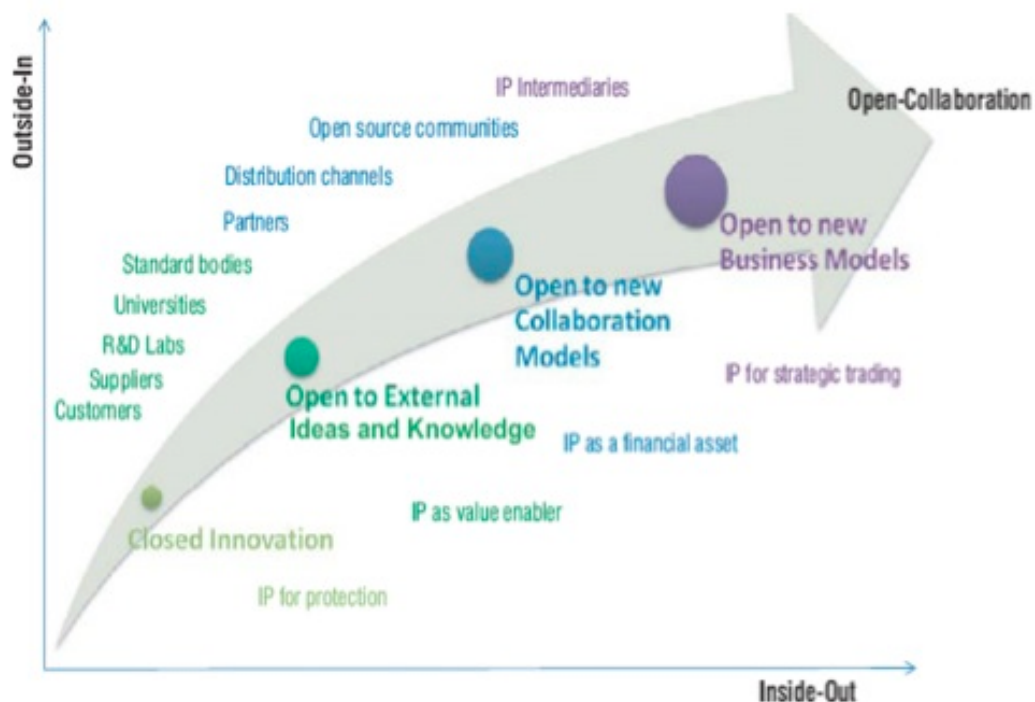 Outside-In
IP Intermediaries
Open-Collaboration
Open source communities
Distribution channels
Partners
Open to new
Business Models
Standard bodies
Open to new
Collaboration
Models
Universities
R&D Labs
Suppliers
Customers
Open to External
Ideas and Knowledge
IP for strategic trading
IP as a financial asset
IP as value enabler
Closed Innovation
IP for protection
Inside-Out